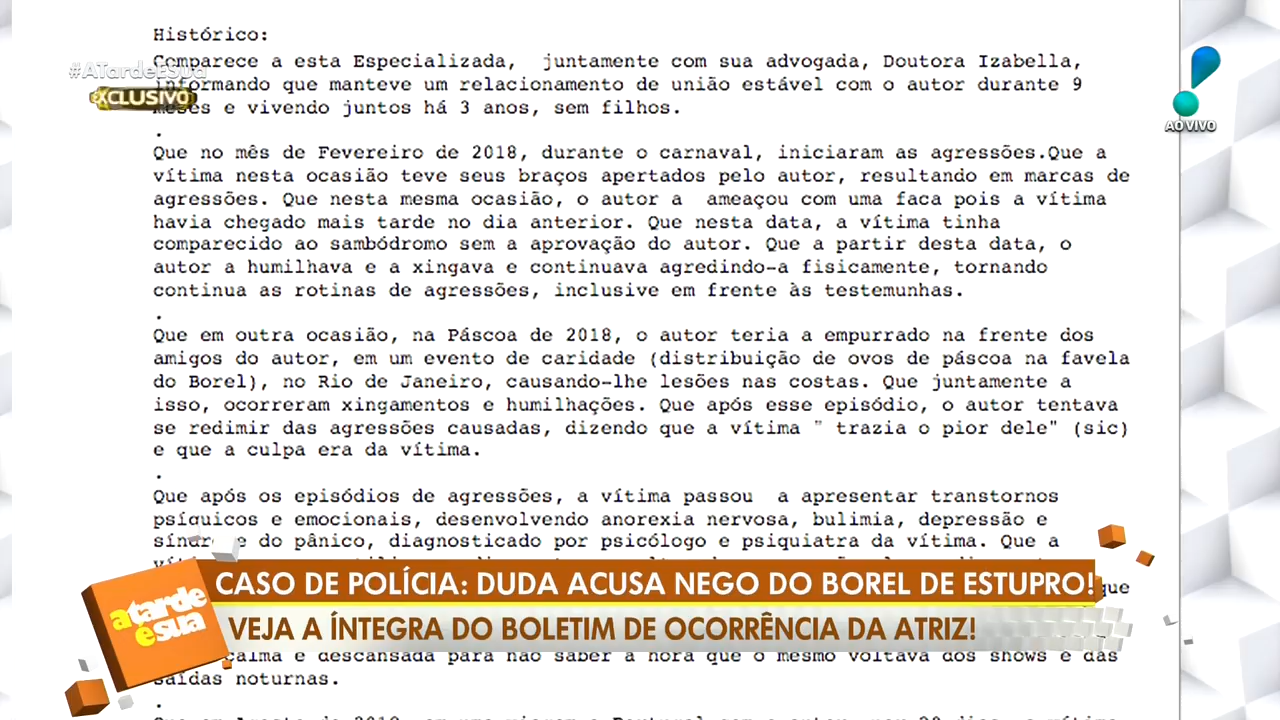 Histórico:
#ATardeÉSua
Comparece a esta Especializada, juntamente com sua advogada, Doutora Izabella,
informando que manteve um relacionamento de união estável com o autor durante 9
EXCLUSIVO
meses e vivendo juntos há 3 anos, sem filhos.
AO VIVO
.
Que no mês de Fevereiro de 2018, durante o carnaval, iniciaram as agressões.Que a
vítima nesta ocasião teve seus braços apertados pelo autor, resultando em marcas de
agressões. Que nesta mesma ocasião, o autor a ameaçou com uma faca pois a vítima
havia chegado mais tarde no dia anterior. Que nesta data, a vítima tinha
comparecido ao sambódromo sem a aprovação do autor. Que a partir desta data, o
autor a humilhava e a xingava e continuava agredindo-a fisicamente, tornando
continua as rotinas de agressões, inclusive em frente às testemunhas.
.
Que em outra ocasião, na Páscoa de 2018, o autor teria a empurrado na frente dos
amigos do autor, em um evento de caridade (distribuição de ovos de páscoa na favela
do Borel), no Rio de Janeiro, causando-lhe lesões nas costas. Que juntamente a
isso, ocorreram xingamentos e humilhações. Que após esse episódio, o autor tentava
se redimir das agressões causadas, dizendo que a vítima " trazia o pior dele" (sic)
e que a culpa era da vítima.
.
Que após os episódios de agressões, a vítima passou a apresentar transtornos
psíquicos e emocionais, desenvolvendo anorexia nervosa, bulimia, depressão e
síndrome do pânico, diagnosticado por psicólogo e psiquiatra da vítima. Que a
CASO DE POLÍCIA: DUDA ACUSA NEGO DO BOREL DE ESTUPRO!
que
a tarde é sua
VEJA A ÍNTEGRA DO BOLETIM DE OCORRÊNCIA DA ATRIZ!
calma e descansada para não saber a hora que o mesmo voltava dos shows e das
saídas noturnas.
.